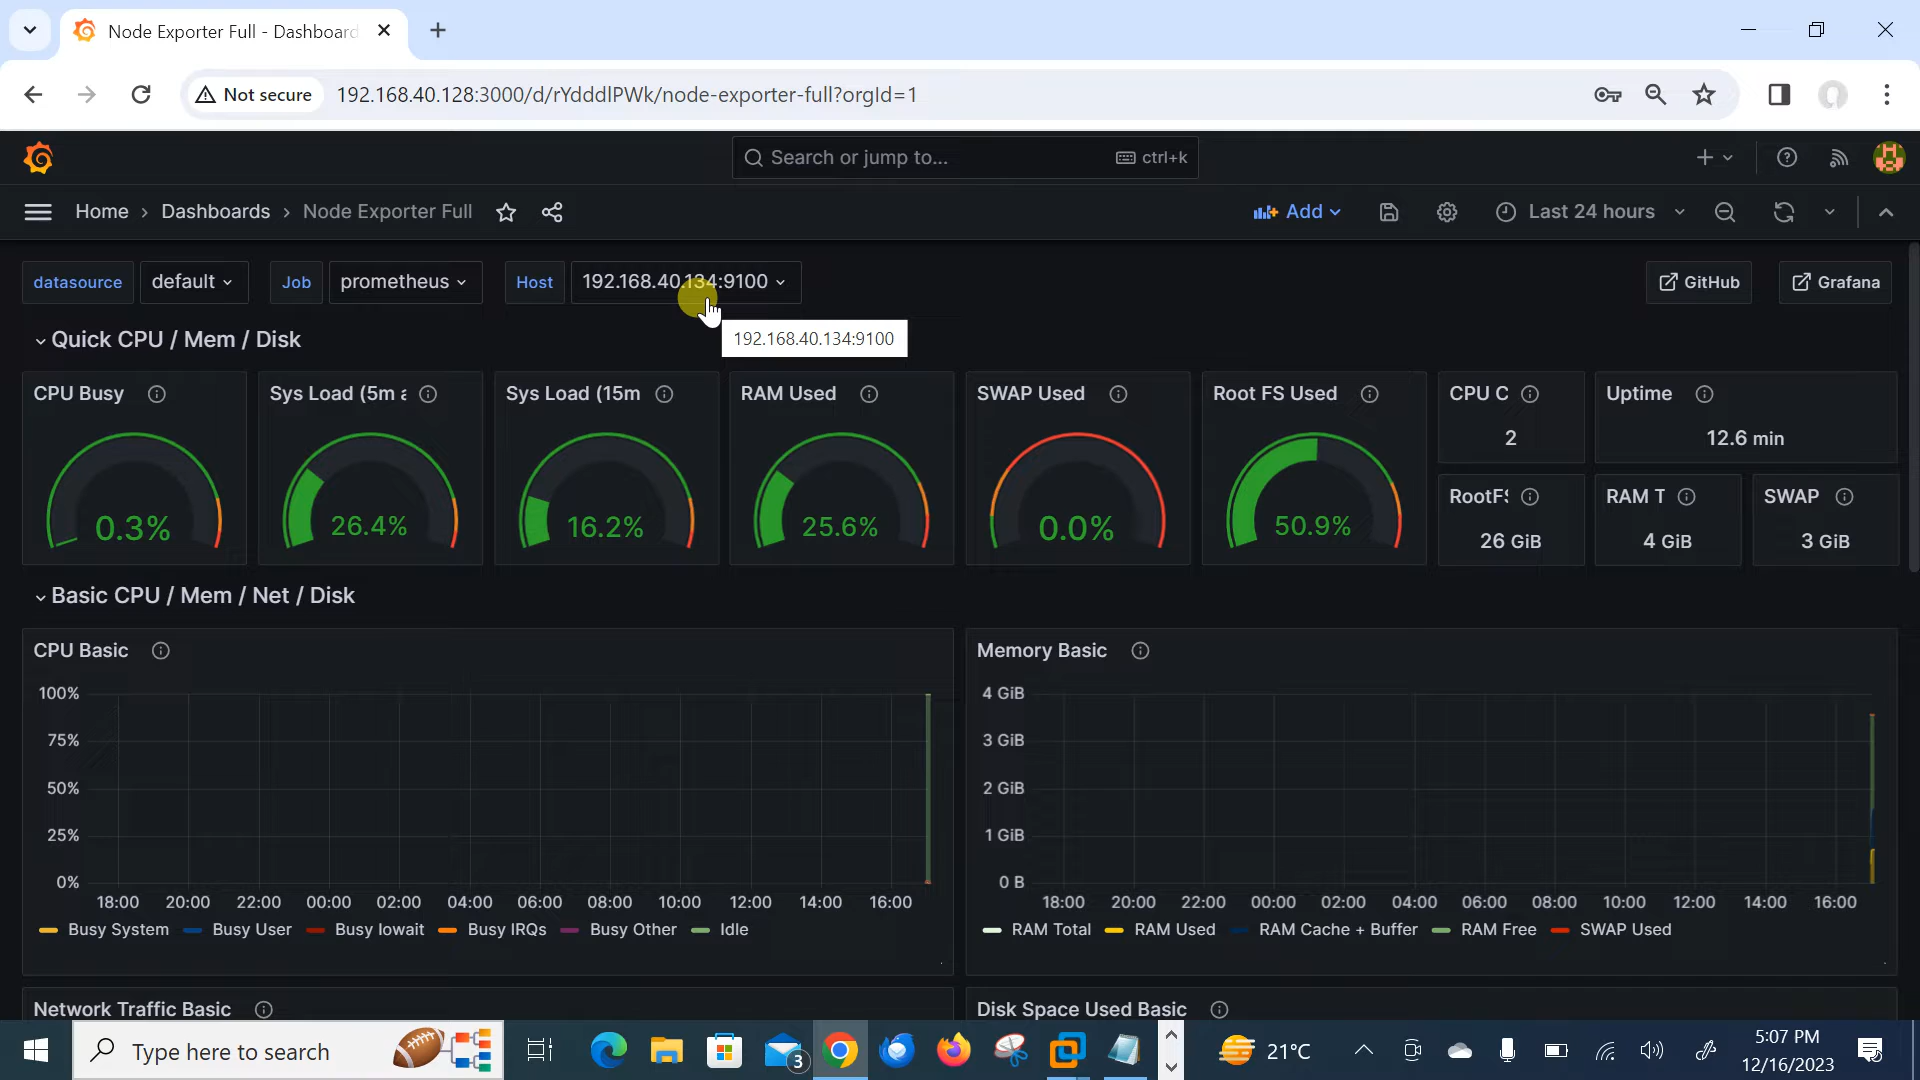 Node Exporter Full - Dashboard
Not secure
192.168.40.128:3000/d/rYdddlPWk/node-exporter-full?orgId=1
Search or jump to...
ctrl+k
Home
Dashboards
Node Exporter Full
Add
Last 24 hours
datasource
default
Job
prometheus
Host
192.168.40.134:9100
GitHub
Grafana
192.168.40.134:9100
Quick CPU / Mem / Disk
CPU Busy
0.3%
Sys Load (5m a
26.4%
Sys Load (15m
16.2%
RAM Used
25.6%
SWAP Used
0.0%
Root FS Used
50.9%
CPU C
2
Uptime
12.6 min
RootFS
26 GiB
RAM T
4 GiB
SWAP
3 GiB
Basic CPU / Mem / Net / Disk
CPU Basic
100%
75%
50%
25%
0%
18:00 20:00 22:00 00:00 02:00 04:00 06:00 08:00 10:00 12:00 14:00 16:00
Busy System Busy User Busy Iowait Busy IRQs Busy Other Idle
Memory Basic
4 GiB
3 GiB
2 GiB
1 GiB
0 B
18:00 20:00 22:00 00:00 02:00 04:00 06:00 08:00 10:00 12:00 14:00 16:00
RAM Total RAM Used RAM Cache + Buffer RAM Free SWAP Used
Network Traffic Basic
Disk Space Used Basic
Type here to search
3
21°C
5:07 PM
12/16/2023